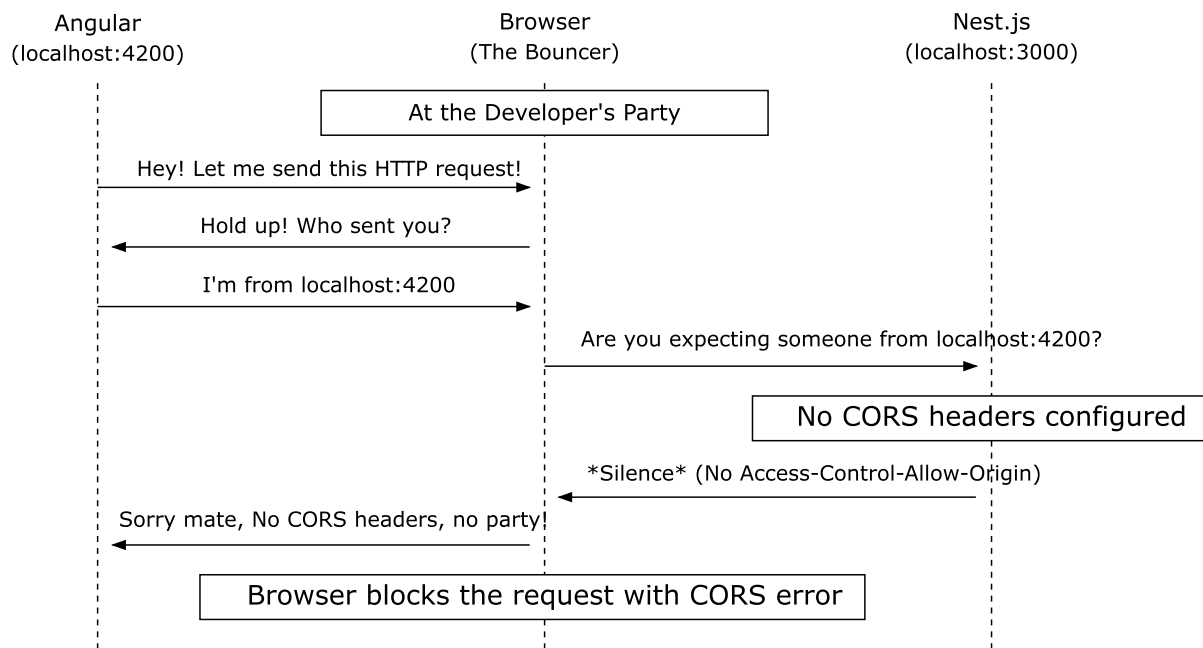 Angular
(localhost:4200)
Browser
(The Bouncer)
Nest.js
(localhost:3000)
At the Developer's Party
Hey! Let me send this HTTP request!
Hold up! Who sent you?
I'm from localhost:4200
Are you expecting someone from localhost:4200?
No CORS headers configured
*Silence* (No Access-Control-Allow-Origin)
Sorry mate, No CORS headers, no party!
Browser blocks the request with CORS error